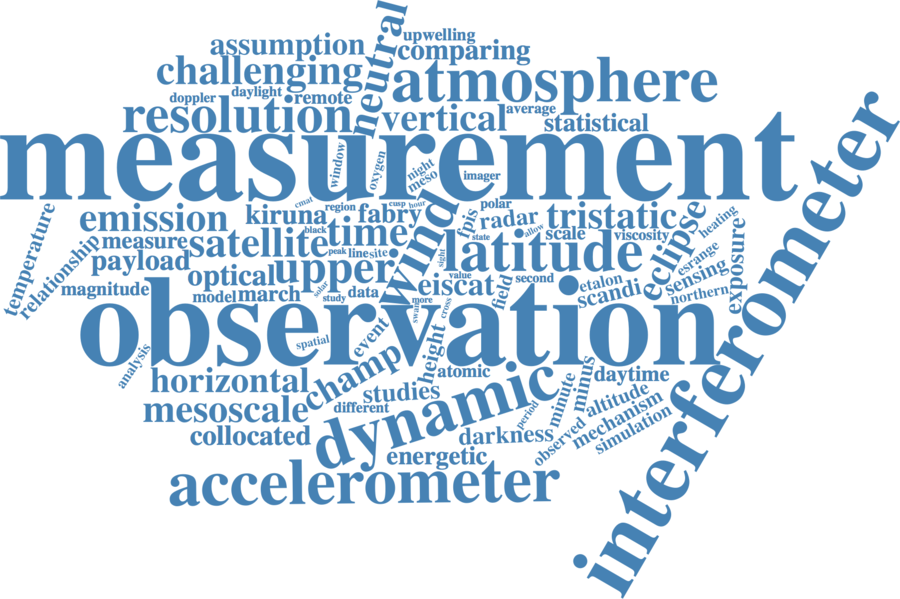 neutral
upwelling
assumption
comparing
challenging
atmosphere
doppler
daylight
remote
resolution
vertical
average
statistical
measurement
window
oxygen
night
meso
imager
interferometer
temperature
relationship
emission
kiruna
cmat
region
fabry
cusp
hour
wind
fpis
polar
radar
tristatic
eclipse
heating
measure
satellite
black
time
state
allow
scale
viscosity
payload
peak
line
site
sight
latitude
esrange
sensing
exposure
optical
upper
value
second
etalon
magnitude
model
march
solar
study
data
more
eiscat
field
scandi
northern
swarm
cross
observation
analysis
spatial
event
height
horizontal
champ
atomic
minus
daytime
mesoscale
different
studies
dynamic
period
minute
altitude
mechanism
collocated
darkness
observed
simulation
energetic
accelerometer